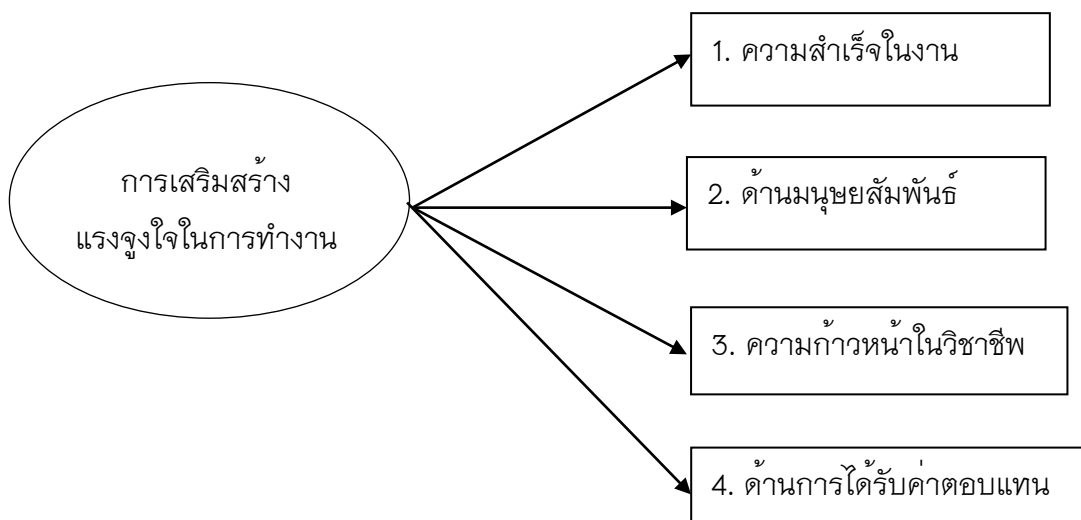 การเสริมสร้าง
แรงจูงใจในการทำงาน
1. ความสำเร็จในงาน
2. ด้านมนุษยสัมพันธ์
3. ความก้าวหน้าในวิชาชีพ
4. ด้านการได้รับค่าตอบแทน